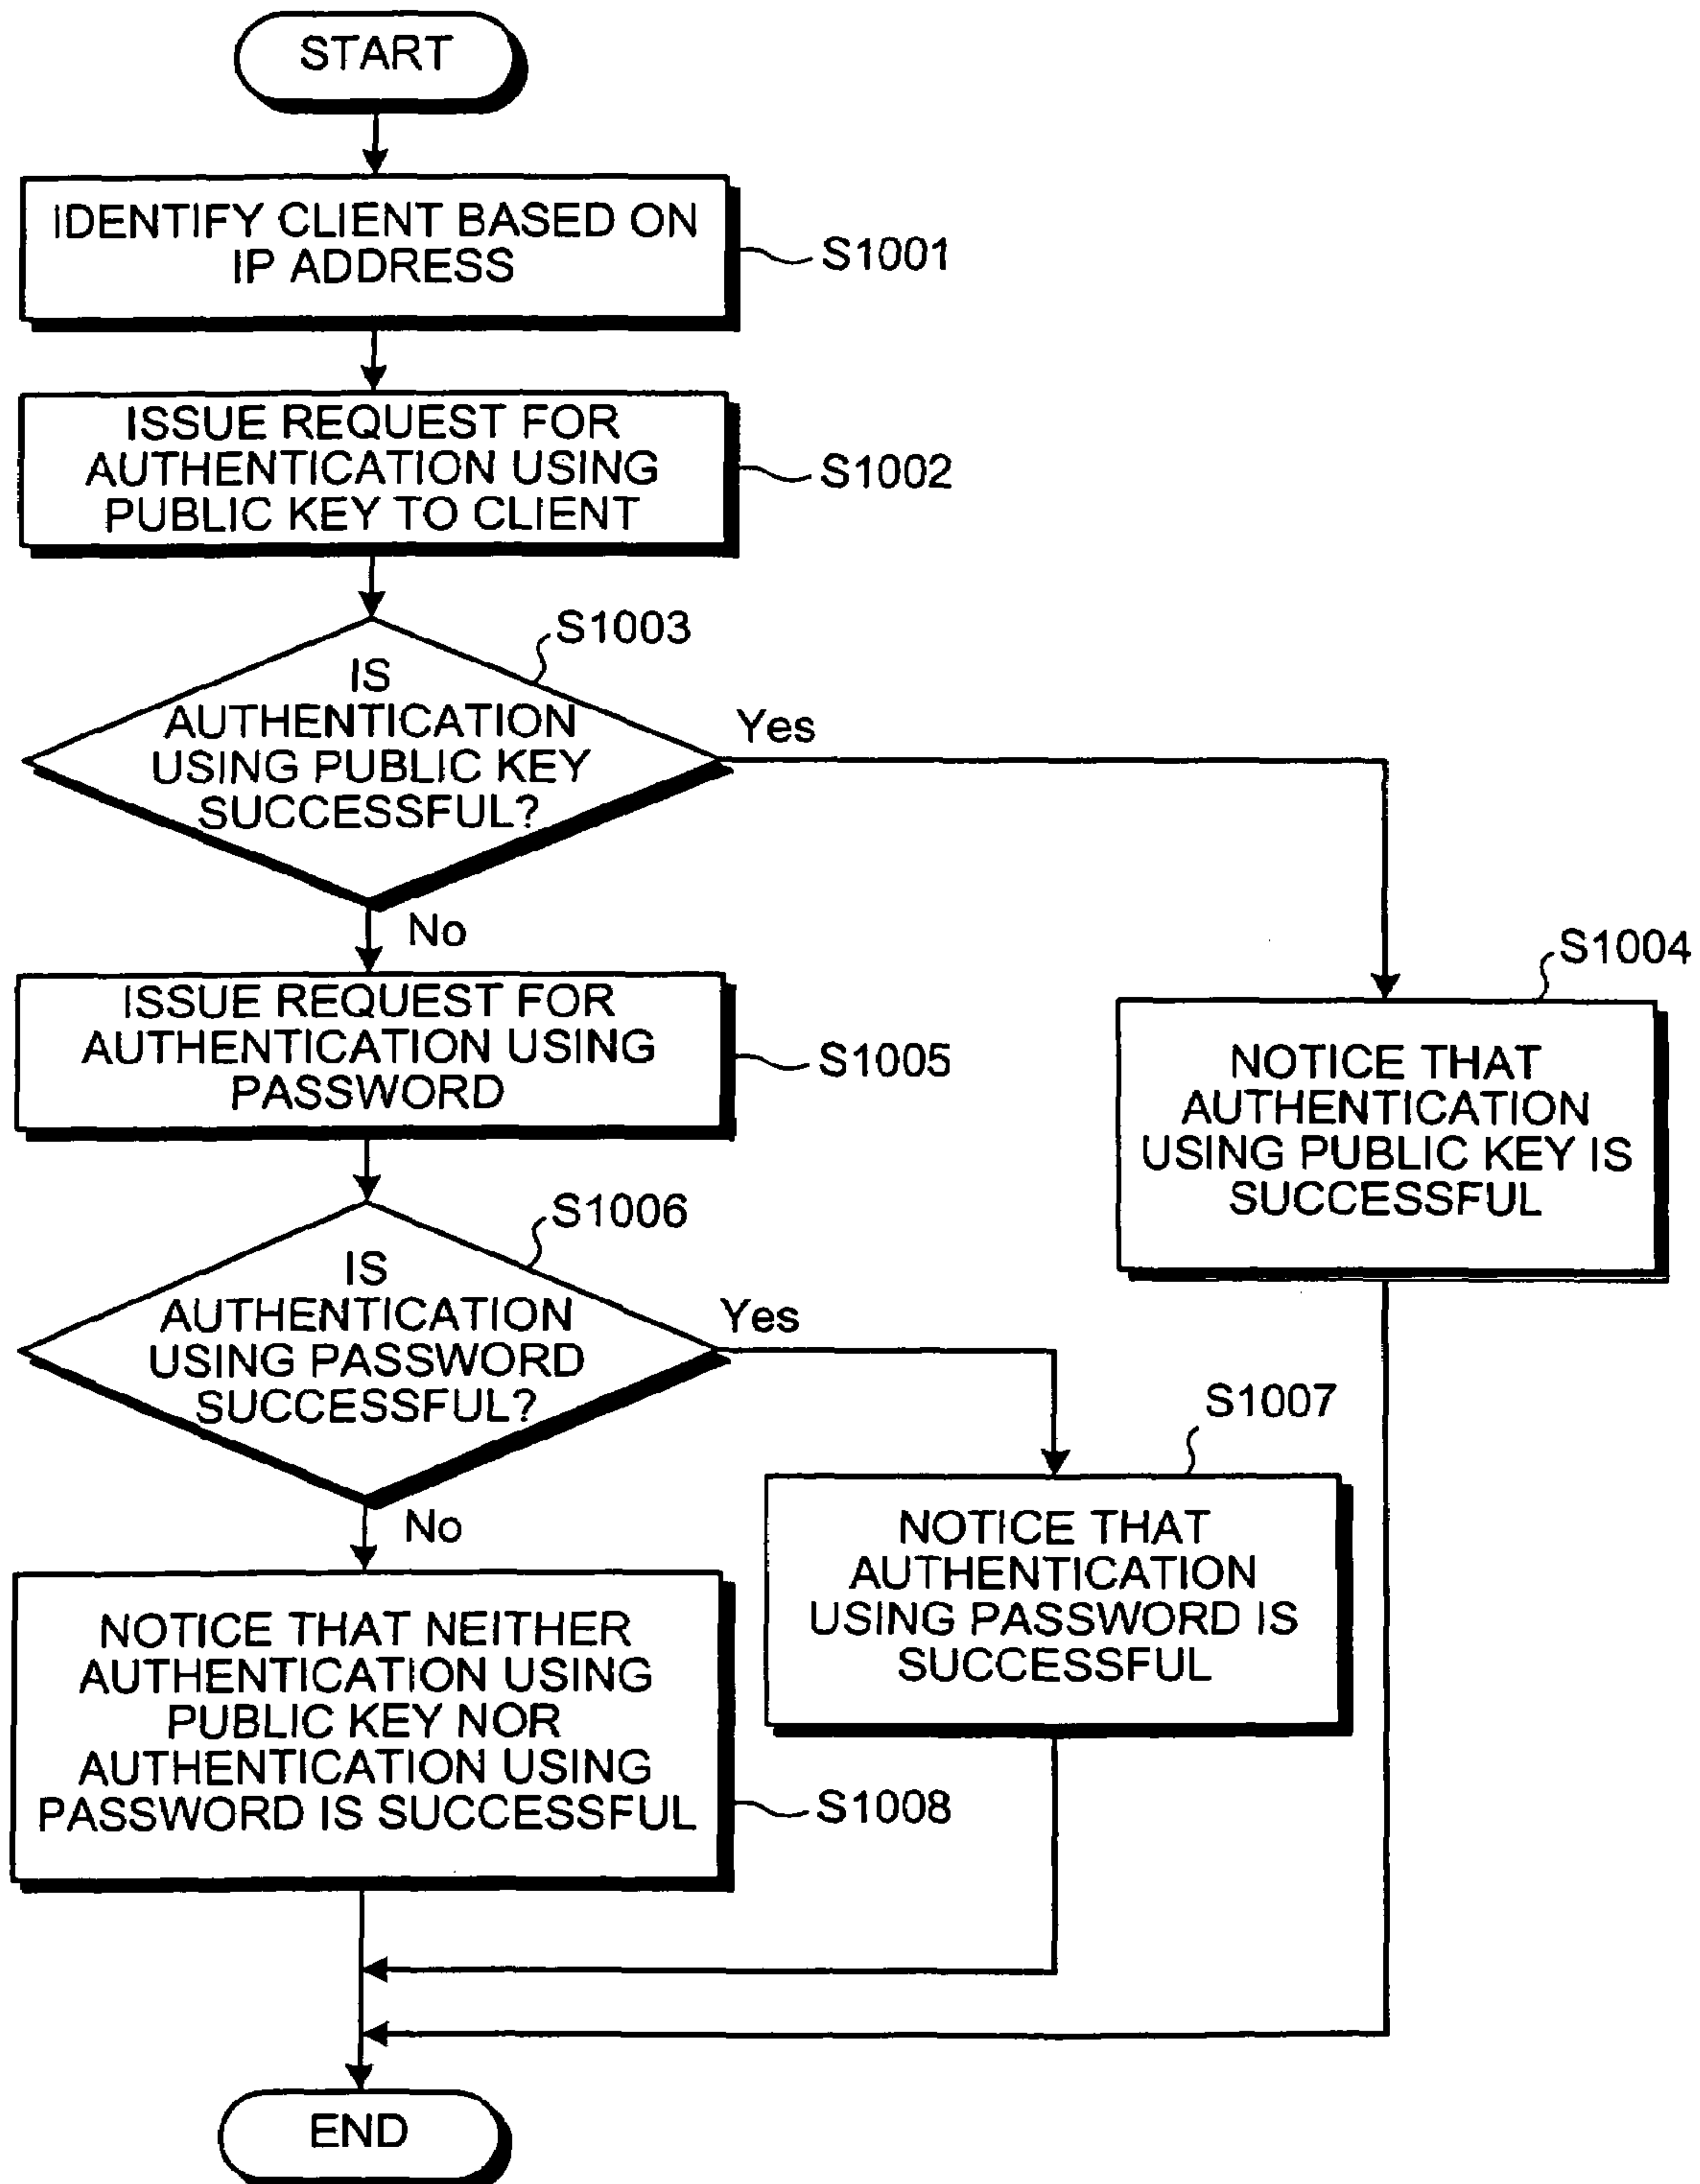 START
IDENTIFY CLIENT BASED ON
IP ADDRESS
S1001
ISSUE REQUEST FOR
AUTHENTICATION USING
PUBLIC KEY TO CLIENT
S1002
S1003
IS
AUTHENTICATION
USING PUBLIC KEY
SUCCESSFUL?
Yes
No
S1004
NOTICE THAT
AUTHENTICATION
USING PUBLIC KEY IS
SUCCESSFUL
ISSUE REQUEST FOR
AUTHENTICATION USING
PASSWORD
S1005
S1006
IS
AUTHENTICATION
USING PASSWORD
SUCCESSFUL?
Yes
No
S1007
NOTICE THAT
AUTHENTICATION
USING PASSWORD IS
SUCCESSFUL
NOTICE THAT NEITHER
AUTHENTICATION USING
PUBLIC KEY NOR
AUTHENTICATION USING
PASSWORD IS SUCCESSFUL
S1008
END